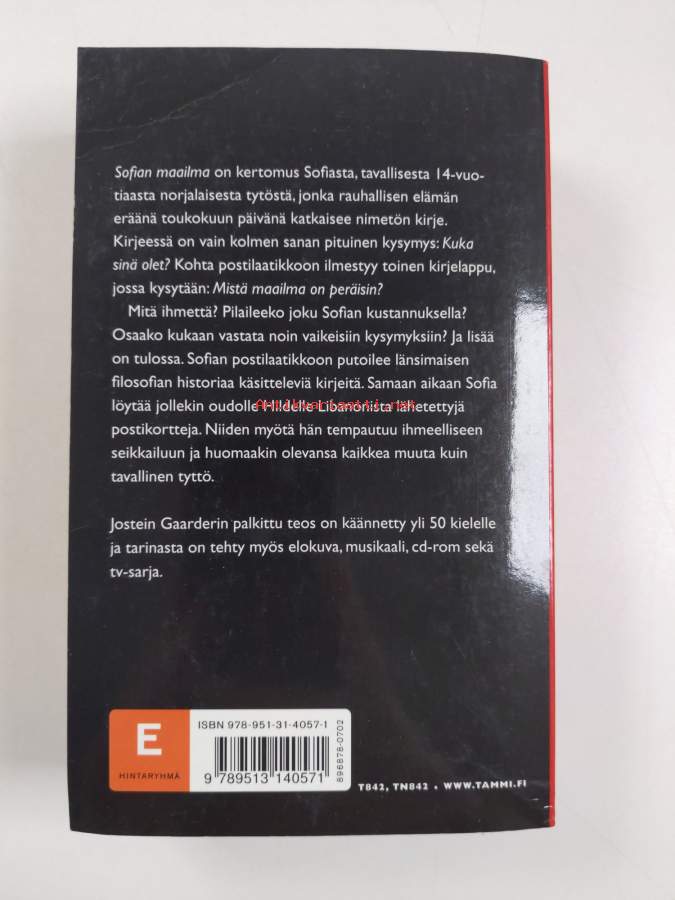 Sofian maailma on kertomus Sofiasta, tavallisesta 14-vuo-
tiaasta norjalaisesta tytöstä, jonka rauhallisen elämän
eräänä toukokuun päivänä katkaisee nimetön kirje.
Kirjeessä on vain kolmen sanan pituinen kysymys: Kuka
sinä olet? Kohta postilaatikkoon ilmestyy toinen kirjelappu,
jossa kysytään: Mistä maailma on peräisin?
Mitä ihmettä? Pilaileeko joku Sofian kustannuksella?
Osaako kukaan vastata noin vaikeisiin kysymyksiin? Ja lisää
on tulossa. Sofian postilaatikkoon putoilee länsimaisen
filosofian historiaa käsitteleviä kirjeitä. Samaan aikaan Sofia
löytää jollekin oudolle Hildelle Libanonista lähetettyjä
Antikvariaatti.net
postikortteja. Niiden myötä hän tempautuu ihmeelliseen
seikkailuun ja huomaakin olevansa kaikkea muuta kuin
tavallinen tyttö.
Jostein Gaarderin palkittu teos on käännetty yli 50 kielelle
ja tarinasta on tehty myös elokuva, musikaali, cd-rom sekä
tv-sarja.
E
HINTARYHMÄ
ISBN 978-951-31-4057-1
9 789513 140571
896878-0702
T842, TN842 . WWW.TAMMI.FI